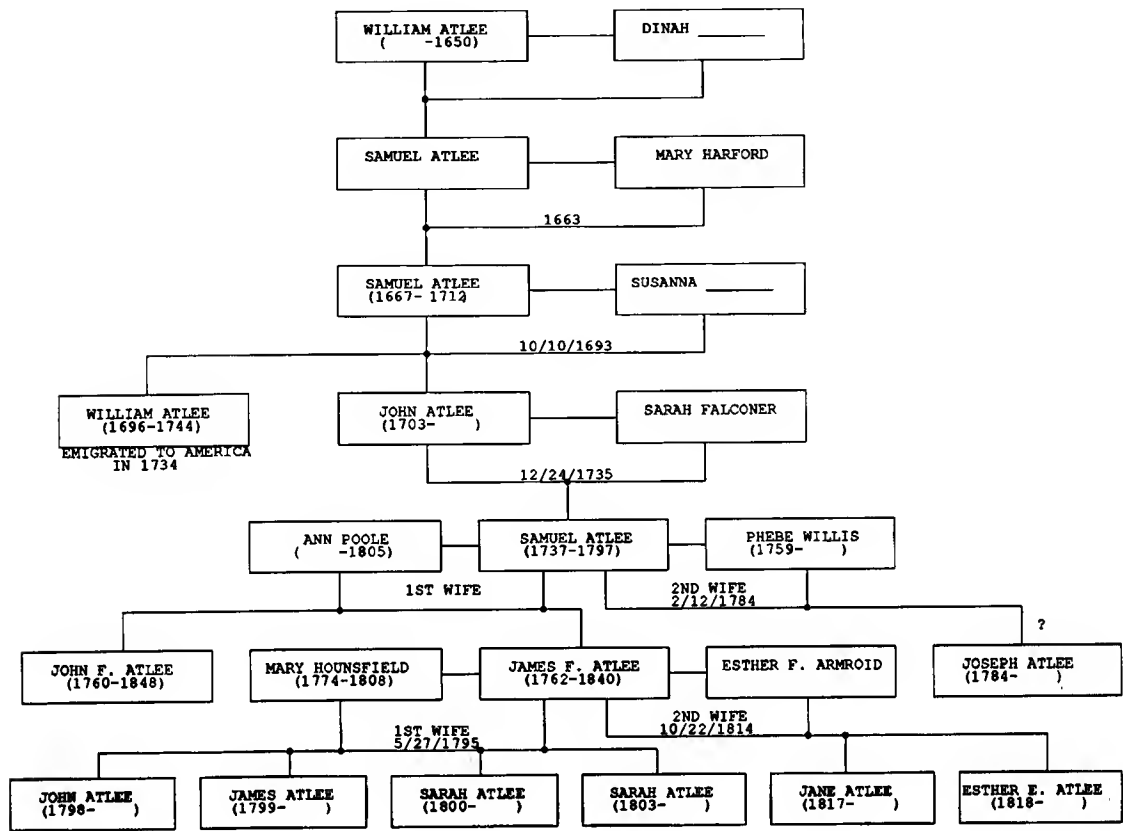 WILLIAM ATLEE
( -1650)
DINAH ________
SAMUEL ATLEE
MARY HARFORD
1663
SAMUEL ATLEE
(1667- 1712)
SUSANNA ________
10/10/1693
WILLIAM ATLEE
(1696-1744)
EMIGRATED TO AMERICA
IN 1734
JOHN ATLEE
(1703- )
SARAH FALCONER
12/24/1735
ANN POOLE
( -1805)
SAMUEL ATLEE
(1737-1797)
PHEBE WILLIS
(1759- )
1ST WIFE
2ND WIFE
2/12/1784
?
JOHN F. ATLEE
(1760-1848)
MARY HOUNSFIELD
(1774-1808)
JAMES F. ATLEE
(1762-1840)
ESTHER F. ARMROID
JOSEPH ATLEE
(1784- )
1ST WIFE
5/27/1795
2ND WIFE
10/22/1814
JOHN ATLEE
(1798- )
JAMES ATLEE
(1799- )
SARAH ATLEE
(1800- )
SARAH ATLEE
(1803- )
JANE ATLEE
(1817- )
ESTHER E. ATLEE
(1818- )